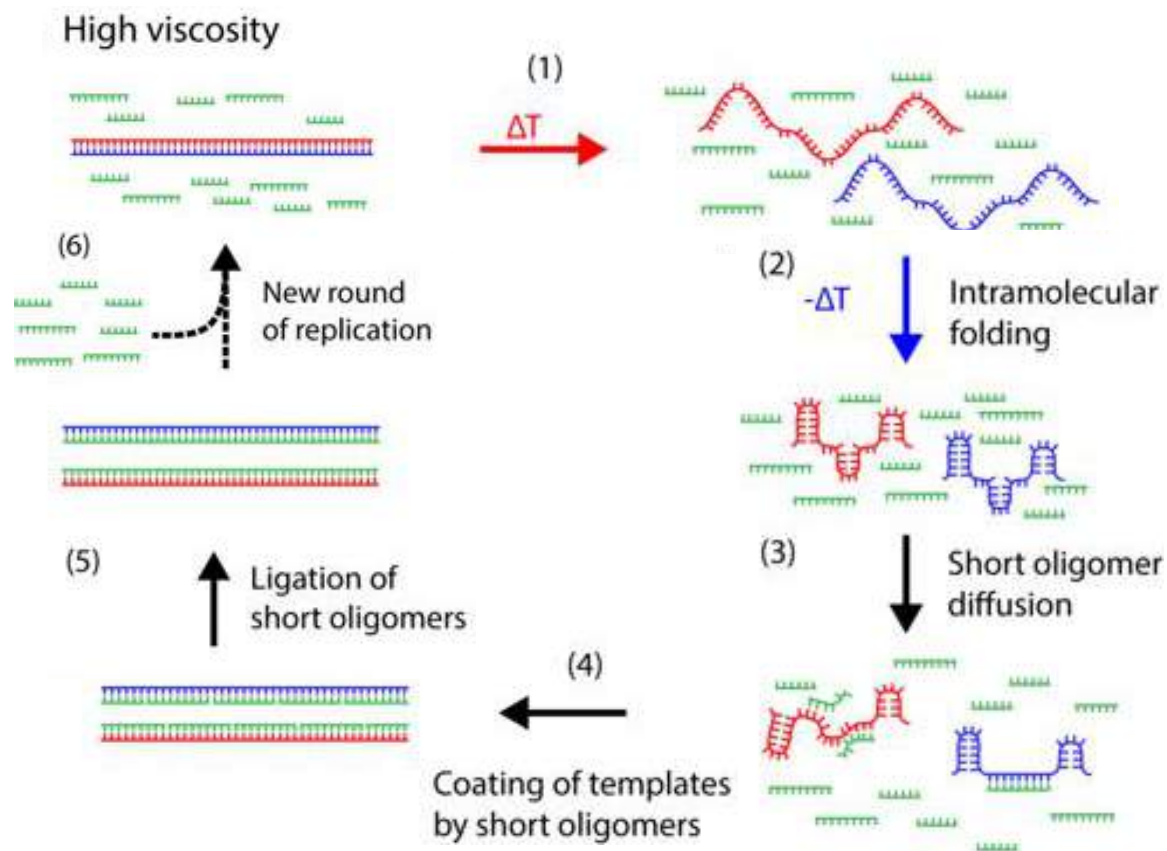 High viscosity
(1)
ΔT
(2)
-ΔT
Intramolecular
folding
(3)
Short oligomer
diffusion
(4)
Coating of templates
by short oligomers
(5)
Ligation of
short oligomers
(6)
New round
of replication